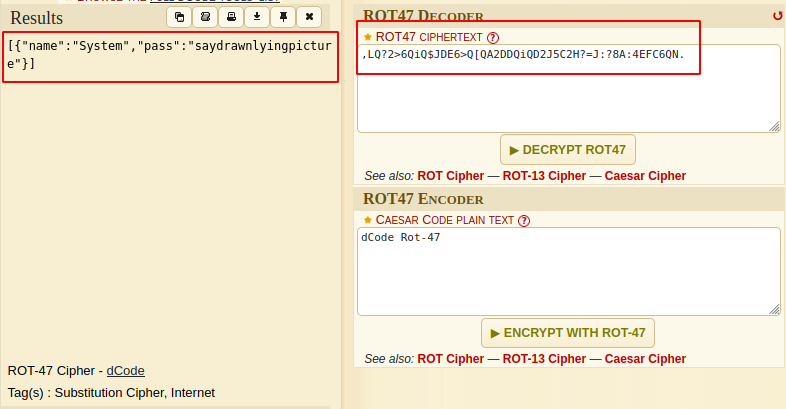 Results
[{"name":"System","pass":"saydrawnlyingpictur
e"}]
ROT-47 Cipher - dCode
Tag(s) : Substitution Cipher, Internet
ROT47 DECODER
↺
★ ROT47 CIPHERTEXT ?
,LQ?2>6QiQ$JDE6>Q[QA2DDQiQD2J5C2H?=J:?8A:4EFC6QN.
▶ DECRYPT ROT47
See also: ROT Cipher — ROT-13 Cipher — Caesar Cipher
ROT47 ENCODER
★ CAESAR CODE PLAIN TEXT ?
dCode Rot-47
▶ ENCRYPT WITH ROT-47
See also: ROT Cipher — ROT-13 Cipher — Caesar Cipher